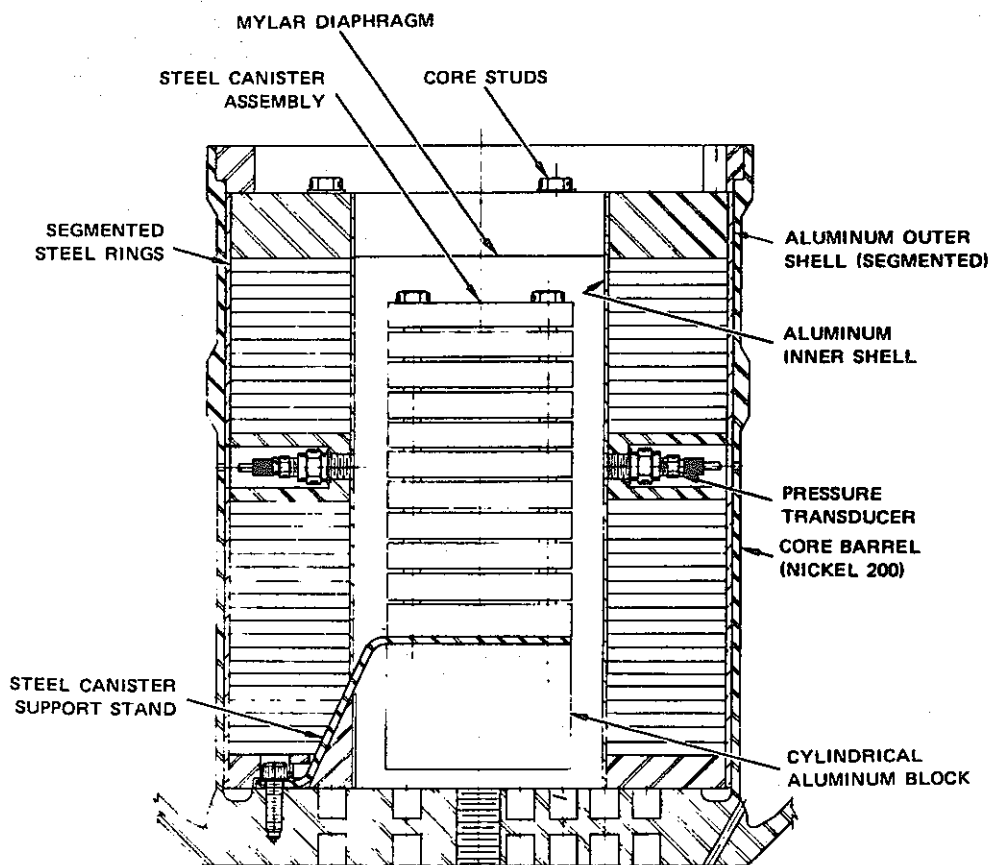 MYLAR DIAPHRAGM
STEEL CANISTER
ASSEMBLY
CORE STUDS
SEGMENTED
STEEL RINGS
ALUMINUM OUTER
SHELL (SEGMENTED)
ALUMINUM
INNER SHELL
PRESSURE
TRANSDUCER
CORE BARREL
(NICKEL 200)
STEEL CANISTER
SUPPORT STAND
CYLINDRICAL
ALUMINUM BLOCK